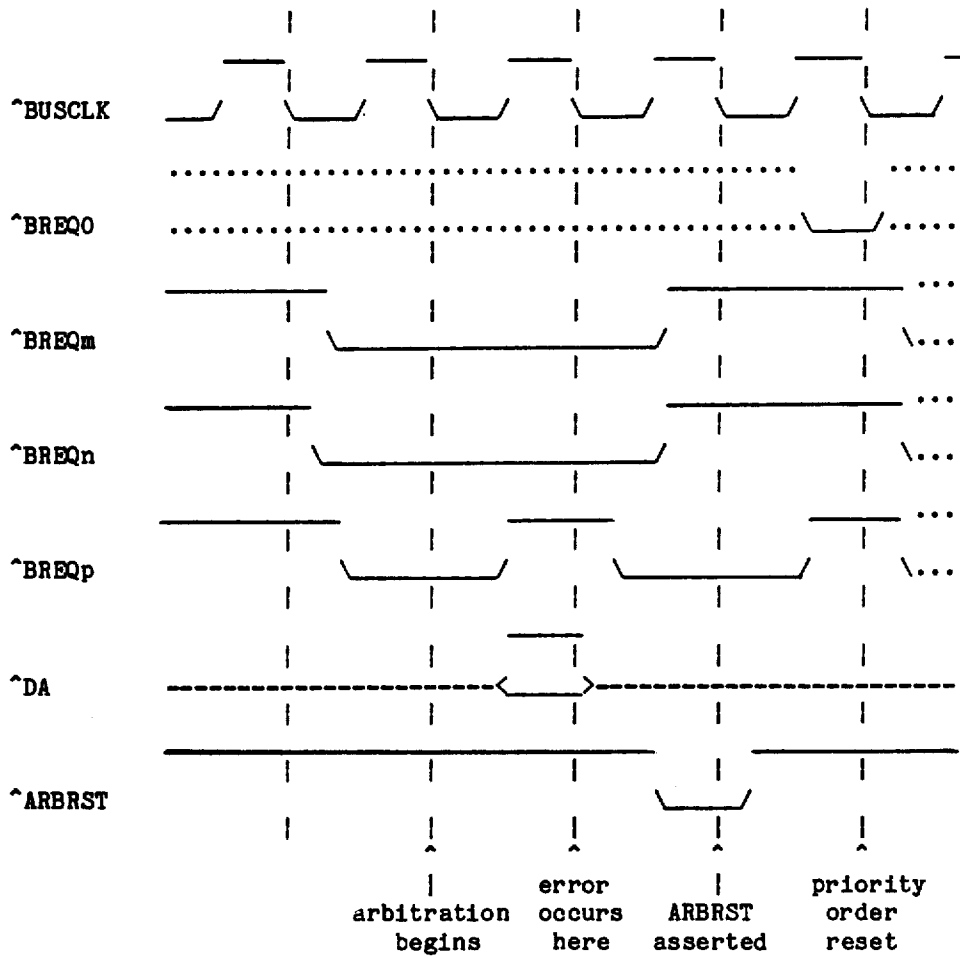 ^BUSCLK
^BREQ0
^BREQm
^BREQn
^BREQp
^DA
^ARBRST
arbitration begins
error occurs here
ARBRST asserted
priority order reset